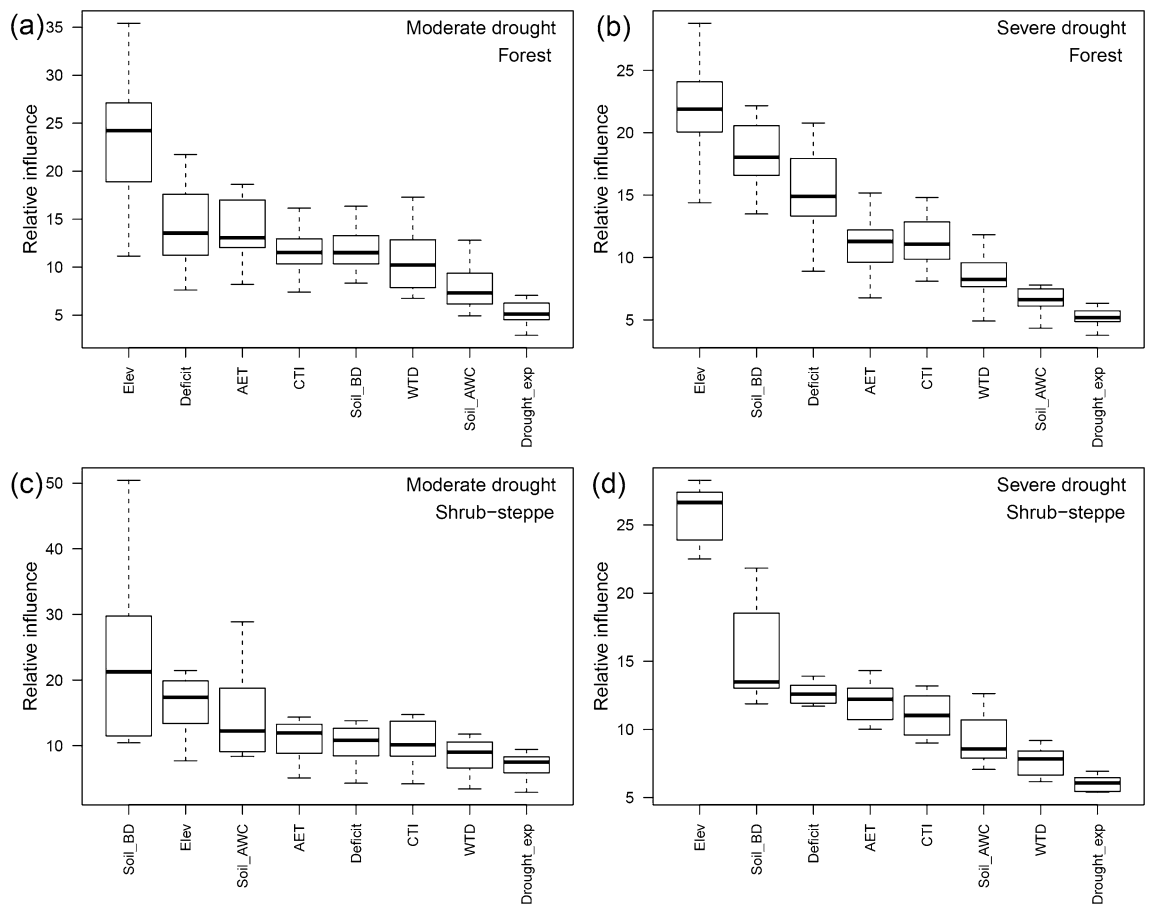 (a)
Moderate drought
Forest
Relative influence
35
30
25
20
15
10
5
Elev
Deficit
AET
CTI
Soil_BD
WTD
Soil_AWC
Drought_exp
(b)
Severe drought
Forest
Relative influence
25
20
15
10
5
Elev
Soil_BD
Deficit
AET
CTI
WTD
Soil_AWC
Drought_exp
(c)
Moderate drought
Shrub−steppe
Relative influence
50
40
30
20
10
Soil_BD
Elev
Soil_AWC
AET
Deficit
CTI
WTD
Drought_exp
(d)
Severe drought
Shrub−steppe
Relative influence
25
20
15
10
5
Elev
Soil_BD
Deficit
AET
CTI
Soil_AWC
WTD
Drought_exp